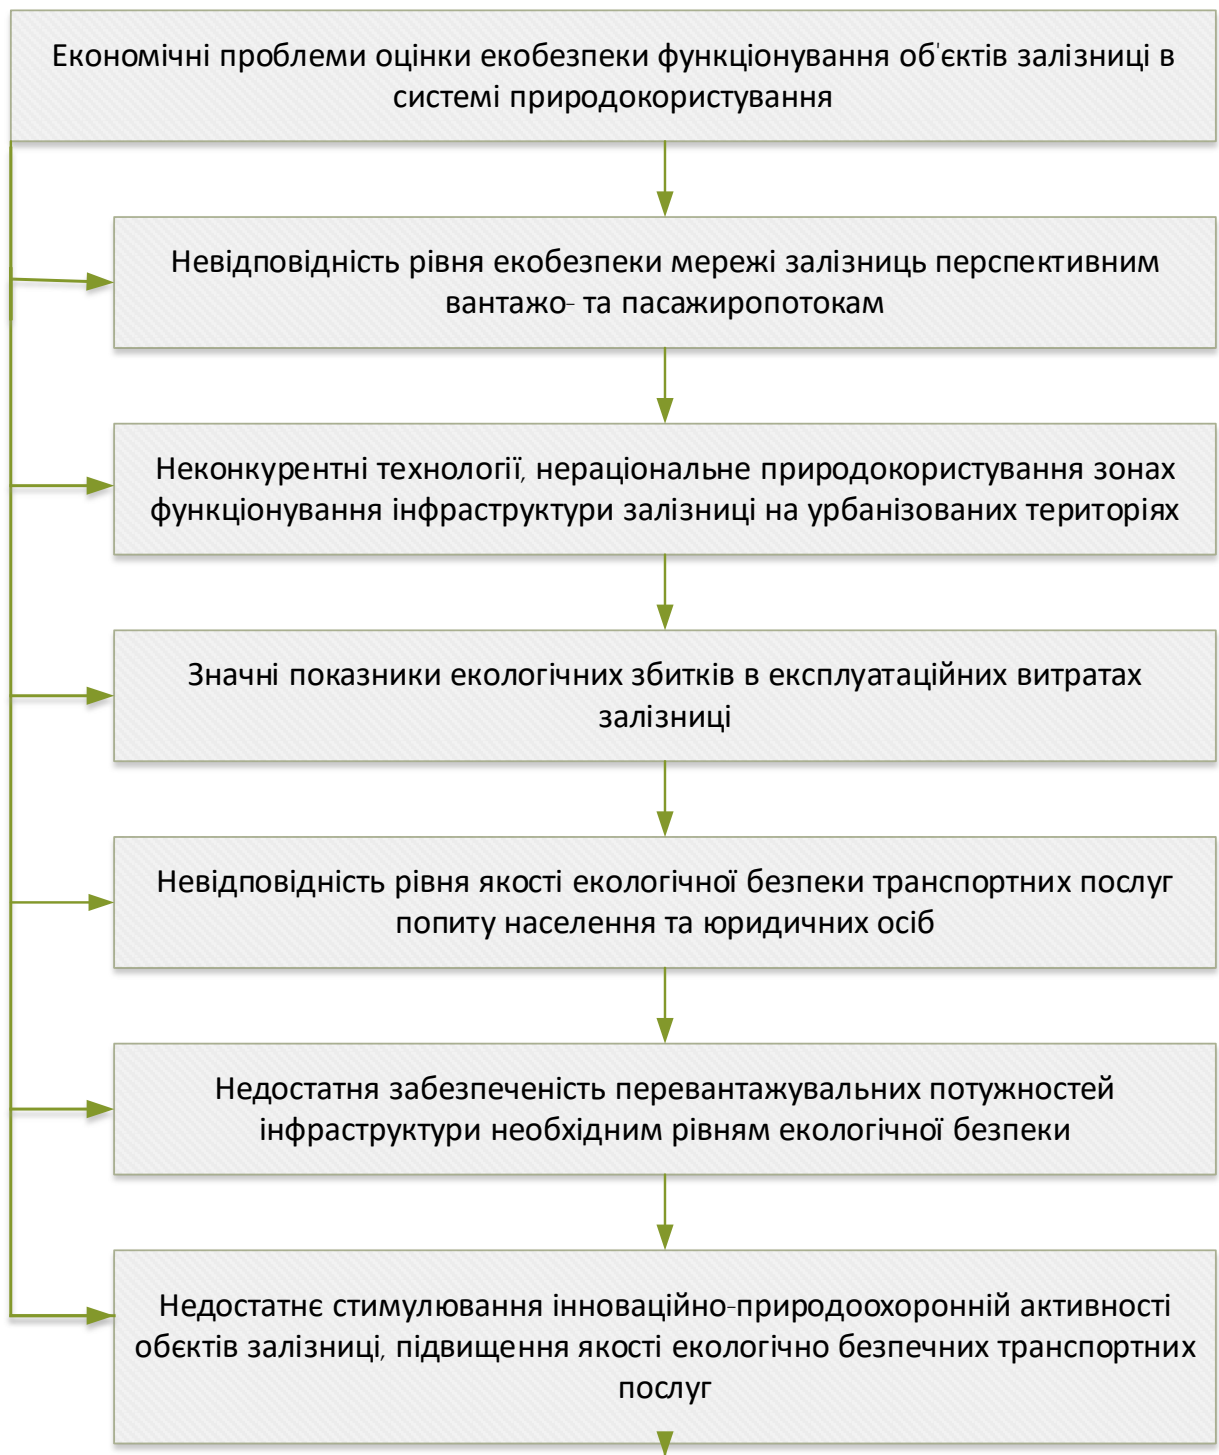 Економічні проблеми оцінки екобезпеки функціонування об'єктів залізниці в
системі природокористування
Невідповідність рівня екобезпеки мережі залізниць перспективним
вантажо- та пасажиропотокам
Неконкурентні технології, нераціональне природокористування зонах
функціонування інфраструктури залізниці на урбанізованих територіях
Значні показники екологічних збитків в експлуатаційних витратах
залізниці
Невідповідність рівня якості екологічної безпеки транспортних послуг
попиту населення та юридичних осіб
Недостатня забезпеченість перевантажувальних потужностей
інфраструктури необхідним рівням екологічної безпеки
Недостатнє стимулювання інноваційно-природоохоронній активності
обєктів залізниці, підвищення якості екологічно безпечних транспортних
послуг